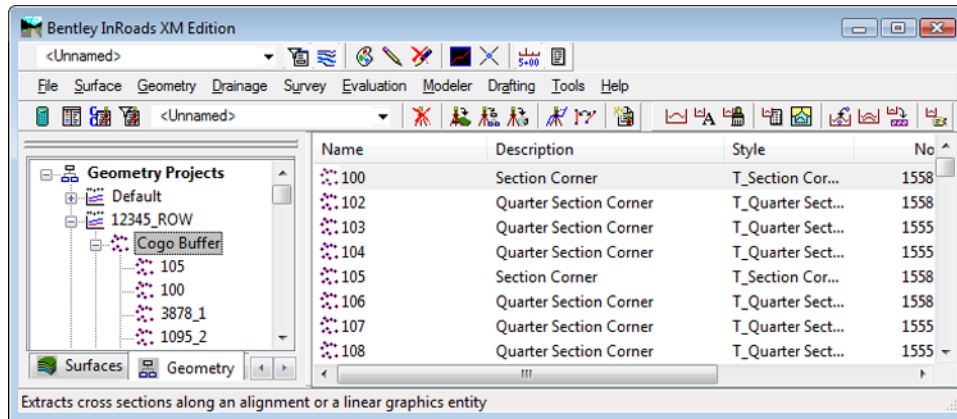 Bentley InRoads XM Edition
<Unnamed>
5+00
File Surface Geometry Drainage Survey Evaluation Modeler Drafting Tools Help
<Unnamed>
Name Description Style No
Geometry Projects
Default
12345_ROW
Cogo Buffer
105
100
3878_1
1095_2
100 Section Corner T_Section Cor... 1558
102 Quarter Section Corner T_Quarter Sect... 1558
103 Quarter Section Corner T_Quarter Sect... 1555
104 Quarter Section Corner T_Quarter Sect... 1555
105 Section Corner T_Section Cor... 1558
106 Quarter Section Corner T_Quarter Sect... 1558
107 Quarter Section Corner T_Quarter Sect... 1555
108 Quarter Section Corner T_Quarter Sect... 1555
Surfaces Geometry
Extracts cross sections along an alignment or a linear graphics entity